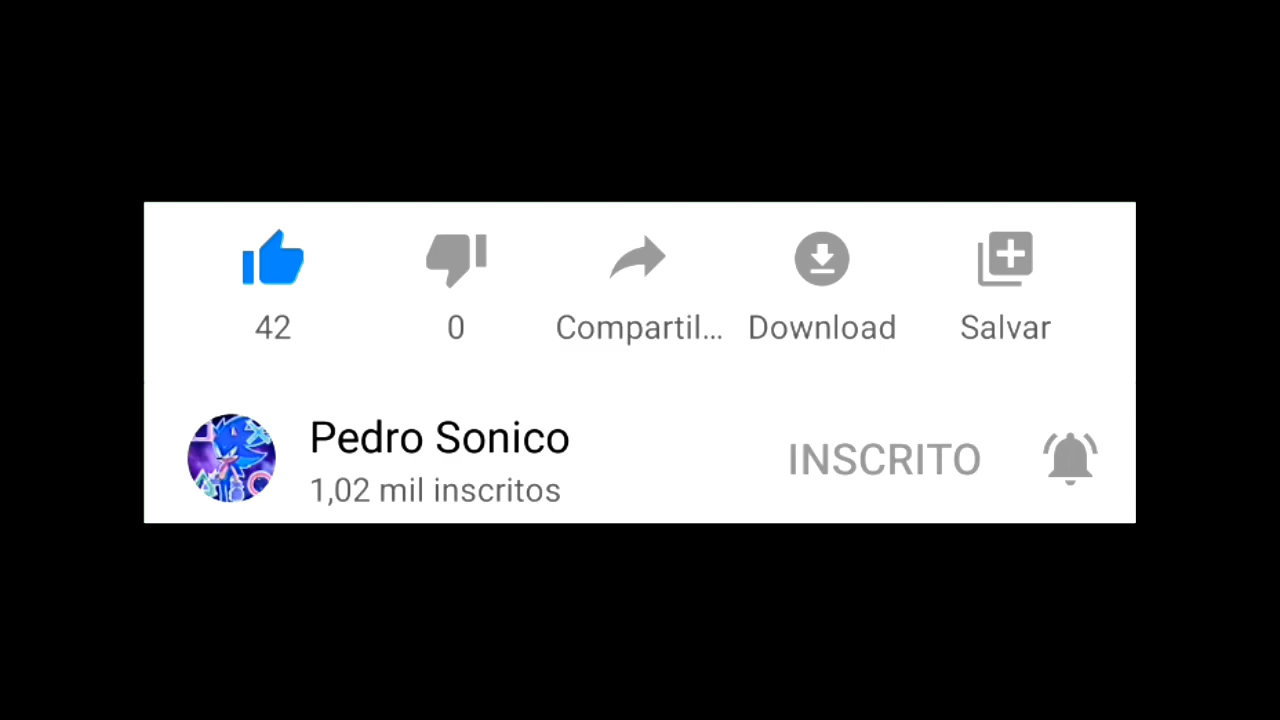 42 0 Compartil... Download Salvar
Pedro Sonico
1,02 mil inscritos
INSCRITO